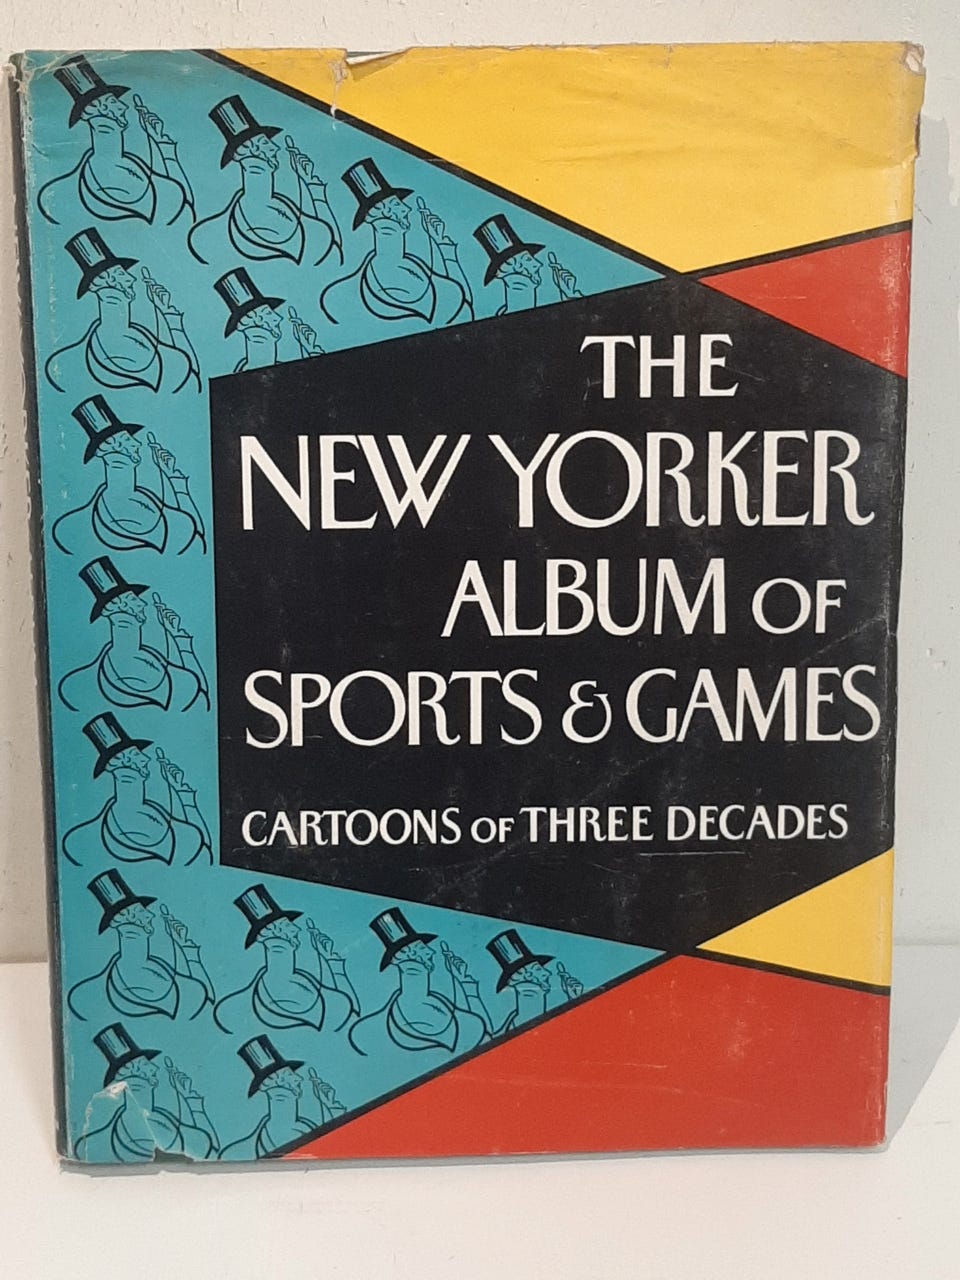 THE
NEW YORKER
ALBUM OF
SPORTS & GAMES
CARTOONS OF THREE DECADES